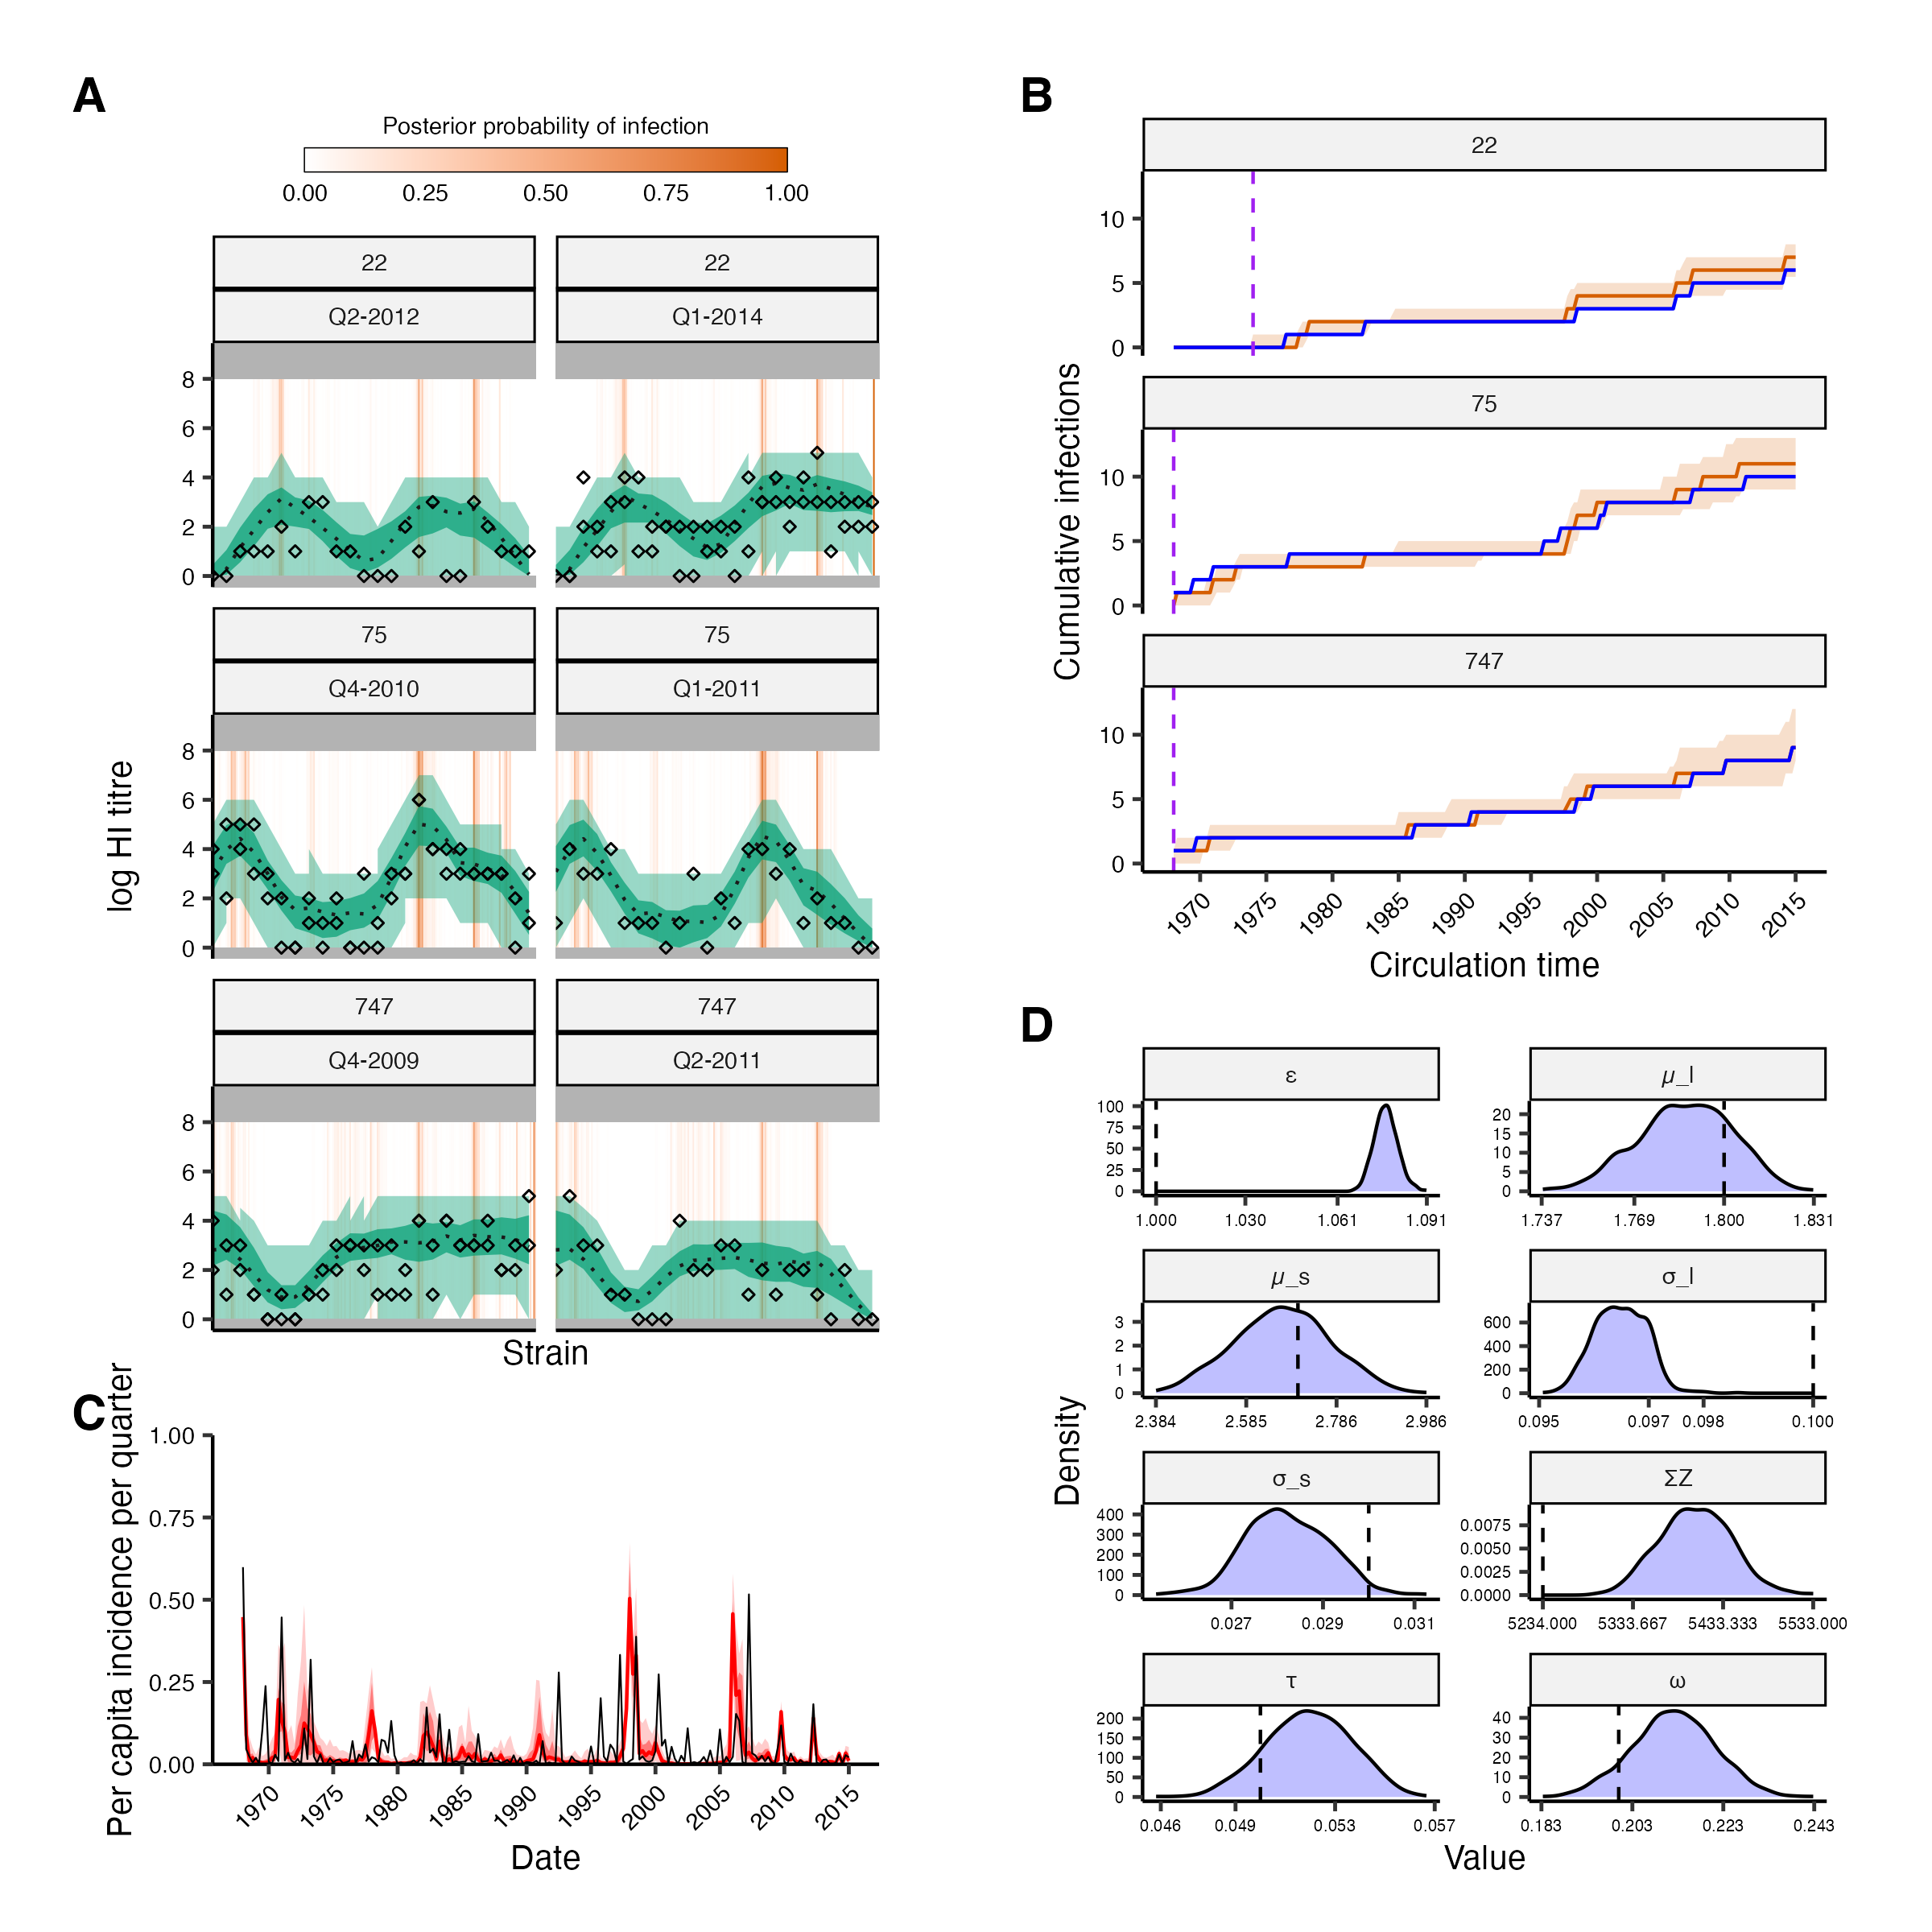 A
Posterior probability of infection
0.00 0.25 0.50 0.75 1.00
22 22
Q2-2012 Q1-2014
8
6
4
2
0
75 75
Q4-2010 Q1-2011
8
6
4
2
0
747 747
Q4-2009 Q2-2011
8
6
4
2
0
log HI titre
Strain
B
22
10
5
0
75
10
5
0
747
10
5
0
Cumulative infections
1970 1975 1980 1985 1990 1995 2000 2005 2010 2015
Circulation time
C
Per capita incidence per quarter
1.00
0.75
0.50
0.25
0.00
1970 1975 1980 1985 1990 1995 2000 2005 2010 2015
Date
D
Density
ε
100
75
50
25
0
1.000 1.030 1.061 1.091
μ_l
20
15
10
5
0
1.737 1.769 1.800 1.831
μ_s
3
2
1
0
2.384 2.585 2.786 2.986
σ_l
600
400
200
0
0.095 0.097 0.098 0.100
σ_s
400
300
200
100
0
0.027 0.029 0.031
ΣZ
0.0075
0.0050
0.0025
0.0000
5234.000 5333.667 5433.333 5533.000
τ
200
150
100
50
0
0.046 0.049 0.053 0.057
ω
40
30
20
10
0
0.183 0.203 0.223 0.243
Value